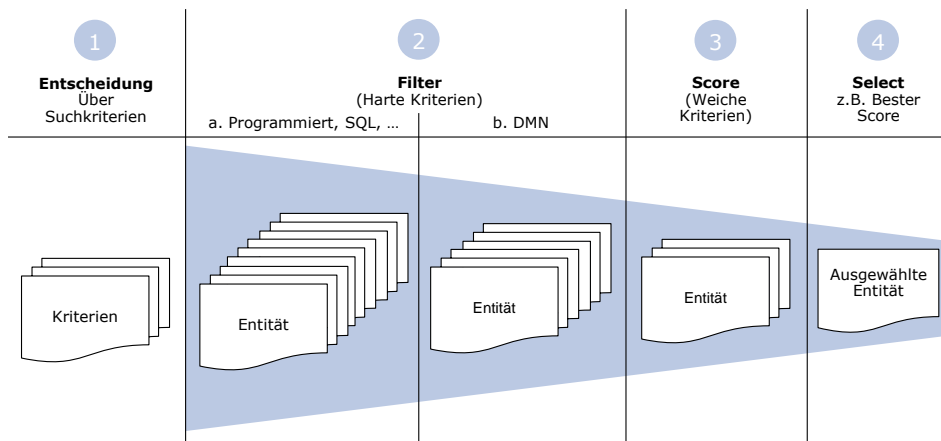 1
Entscheidung
Über
Suchkriterien
2
Filter
(Harte Kriterien)
a. Programmiert, SQL, ...
b. DMN
3
Score
(Weiche
Kriterien)
4
Select
z.B. Bester
Score
Kriterien
Entität
Entität
Entität
Ausgewählte
Entität